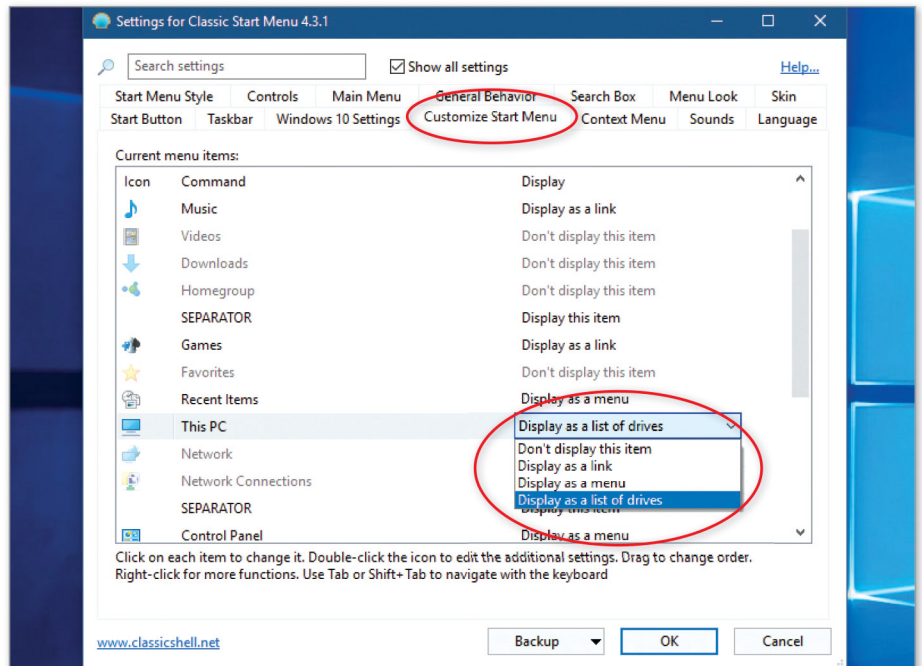 Settings for Classic Start Menu 4.3.1
Search settings
Show all settings
Help...
Start Menu Style Controls Main Menu General Behavior Search Box Menu Look Skin
Start Button Taskbar Windows 10 Settings Customize Start Menu Context Menu Sounds Language
Current menu items:
Icon Command Display
Music Display as a link
Videos Don't display this item
Downloads Don't display this item
Homegroup Don't display this item
SEPARATOR Display this item
Games Display as a link
Favorites Don't display this item
Recent Items Display as a menu
This PC Display as a list of drives
Don't display this item
Network
Display as a link
Network Connections Display as a menu
Display as a list of drives
SEPARATOR Display this item
Control Panel Display as a menu
Click on each item to change it. Double-click the icon to edit the additional settings. Drag to change order.
Right-click for more functions. Use Tab or Shift+Tab to navigate with the keyboard
www.classicshell.net
Backup OK Cancel